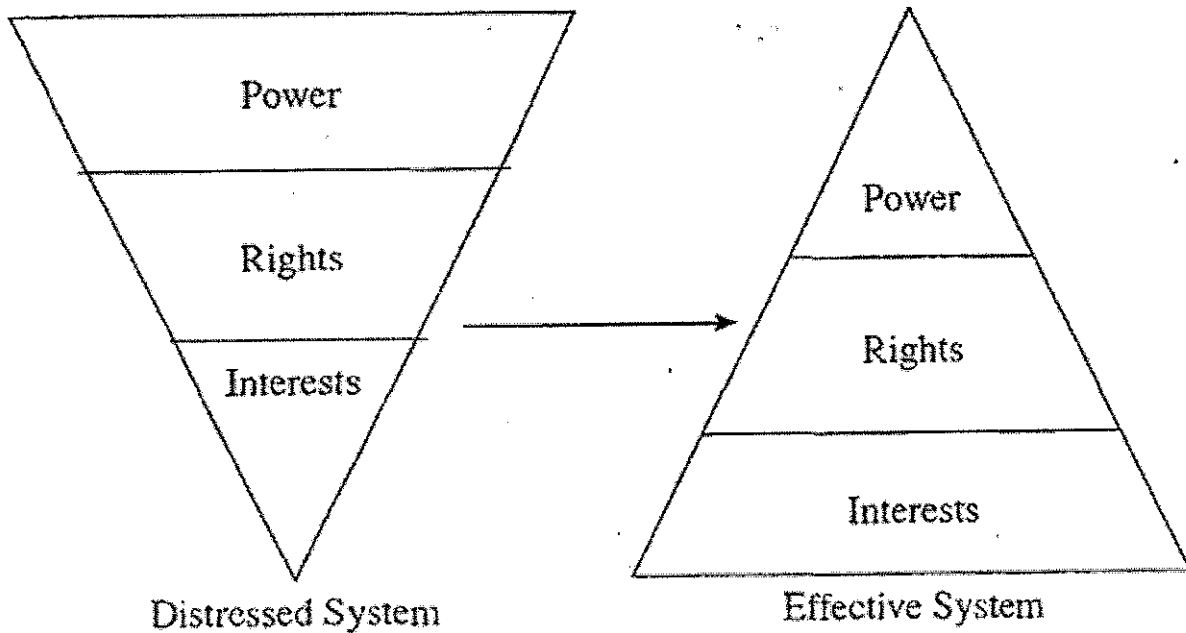 Power
Rights
Interests
Distressed System
Power
Rights
Interests
Effective System